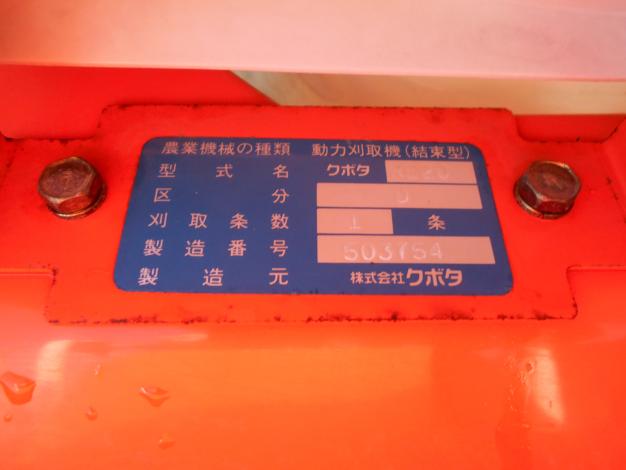 農業機械の種類 動力刈取機(結束型)
型式名 クボタ
区分
刈取条数 1 条
製造番号 503754
製造元 株式会社クボタ